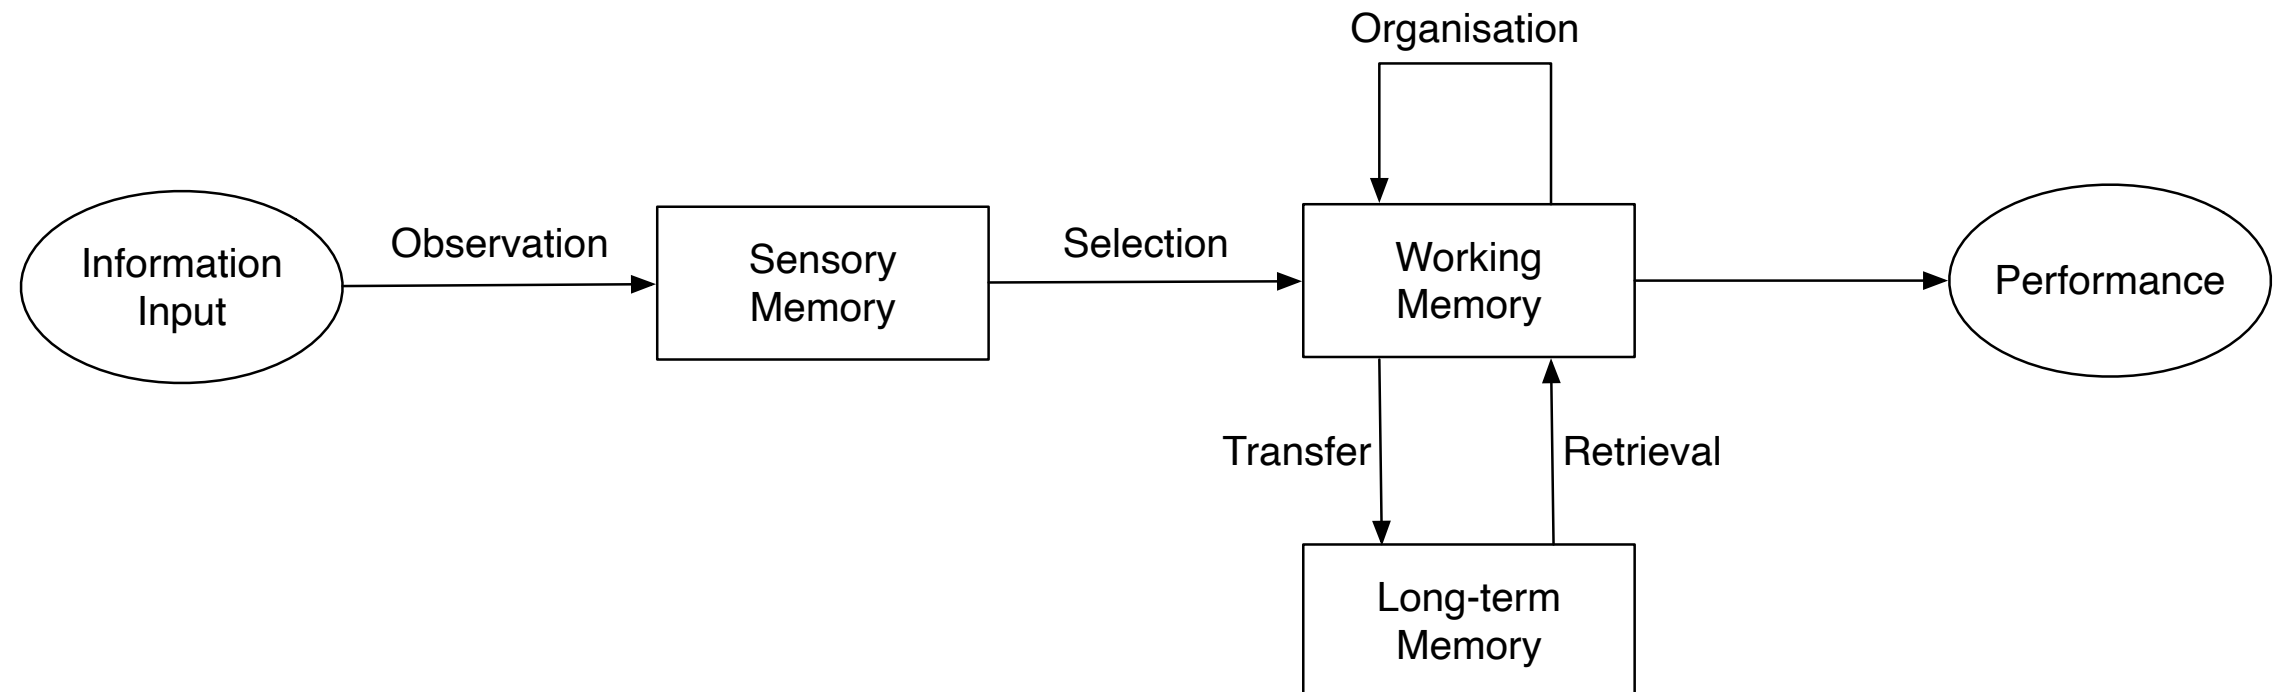 Organisation
Information
Input
Observation
Sensory
Memory
Selection
Working
Memory
Performance
Transfer
Retrieval
Long-term
Memory